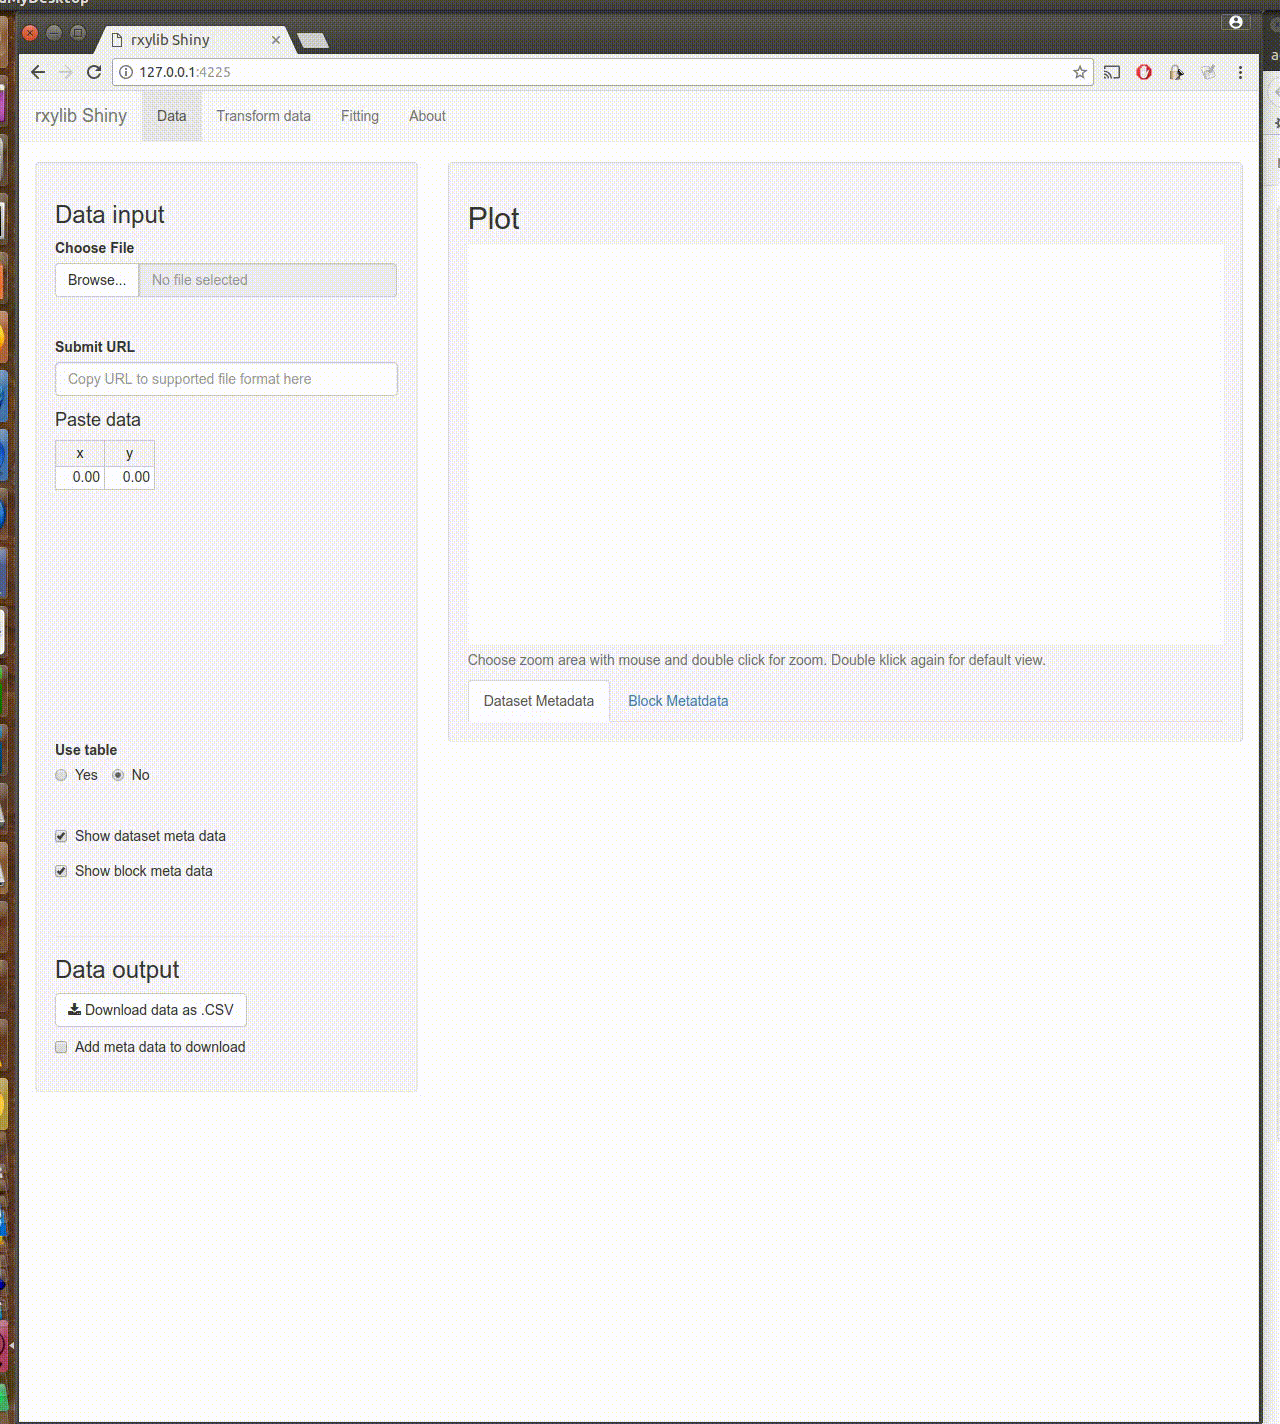 rxylib Shiny
127.0.0.1:4225
rxylib Shiny Data Transform data Fitting About
Data input
Choose File
Browse... No file selected
Submit URL
Copy URL to supported file format here
Paste data
x y
0.00 0.00
Use table
Yes No
Show dataset meta data
Show block meta data
Data output
Download data as .CSV
Add meta data to download
Plot
Choose zoom area with mouse and double click for zoom. Double klick again for default view.
Dataset Metadata Block Metatdata